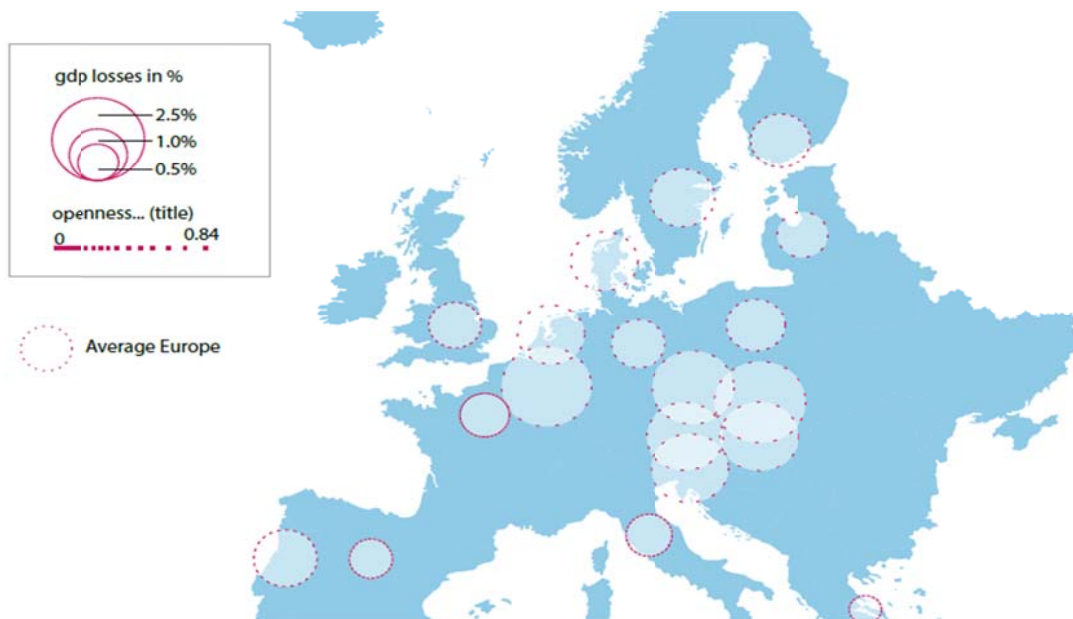 gdp losses in %
2.5%
1.0%
0.5%
openness... (title)
0 0.84
Average Europe